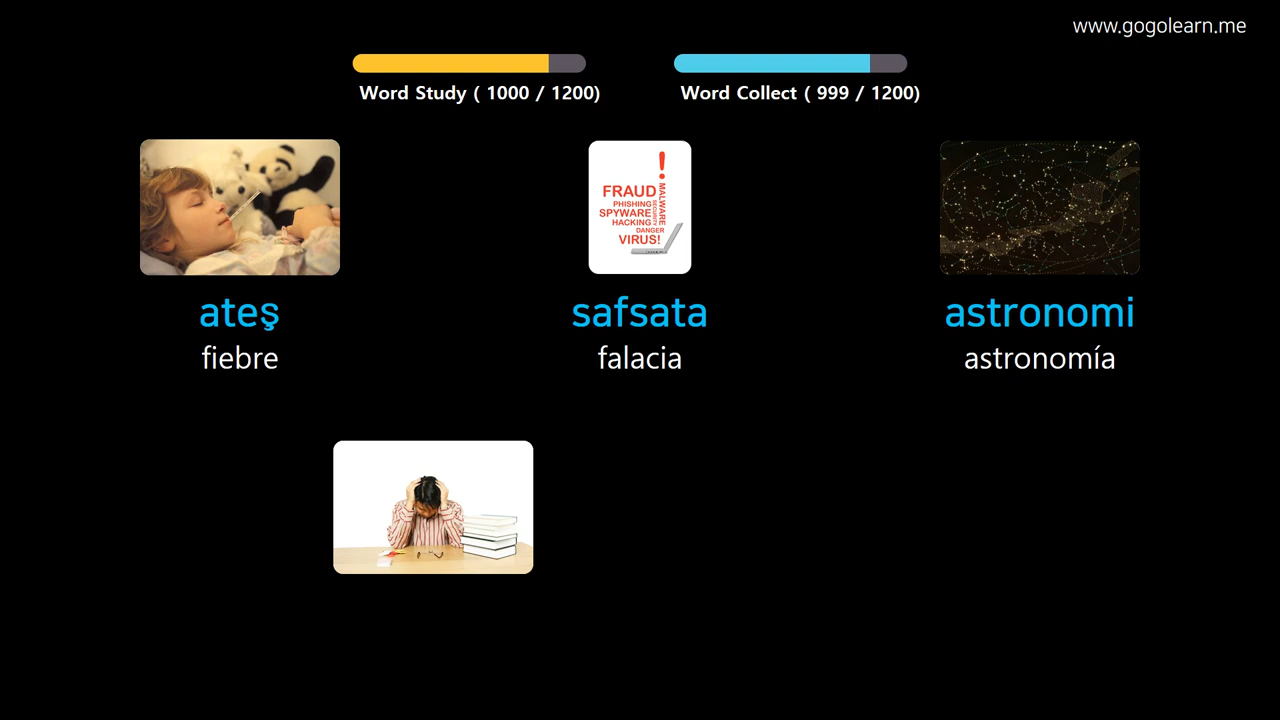 www.gogolearn.me
Word Study ( 1000 / 1200)
Word Collect ( 999 / 1200)
!
FRAUD
PHISHING
SPYWARE
HACKING
DANGER
VIRUS!
MALWARE
SECURITY
ateş
safsata
astronomi
fiebre
falacia
astronomía